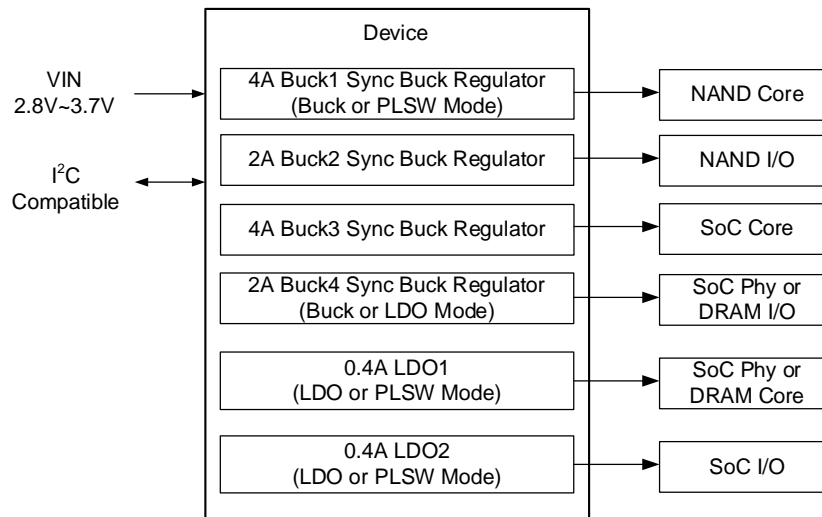 Device
VIN
2.8V~3.7V
I²C
Compatible
4A Buck1 Sync Buck Regulator
(Buck or PLSW Mode)
NAND Core
2A Buck2 Sync Buck Regulator
NAND I/O
4A Buck3 Sync Buck Regulator
SoC Core
2A Buck4 Sync Buck Regulator
(Buck or LDO Mode)
SoC Phy or
DRAM I/O
0.4A LDO1
(LDO or PLSW Mode)
SoC Phy or
DRAM Core
0.4A LDO2
(LDO or PLSW Mode)
SoC I/O